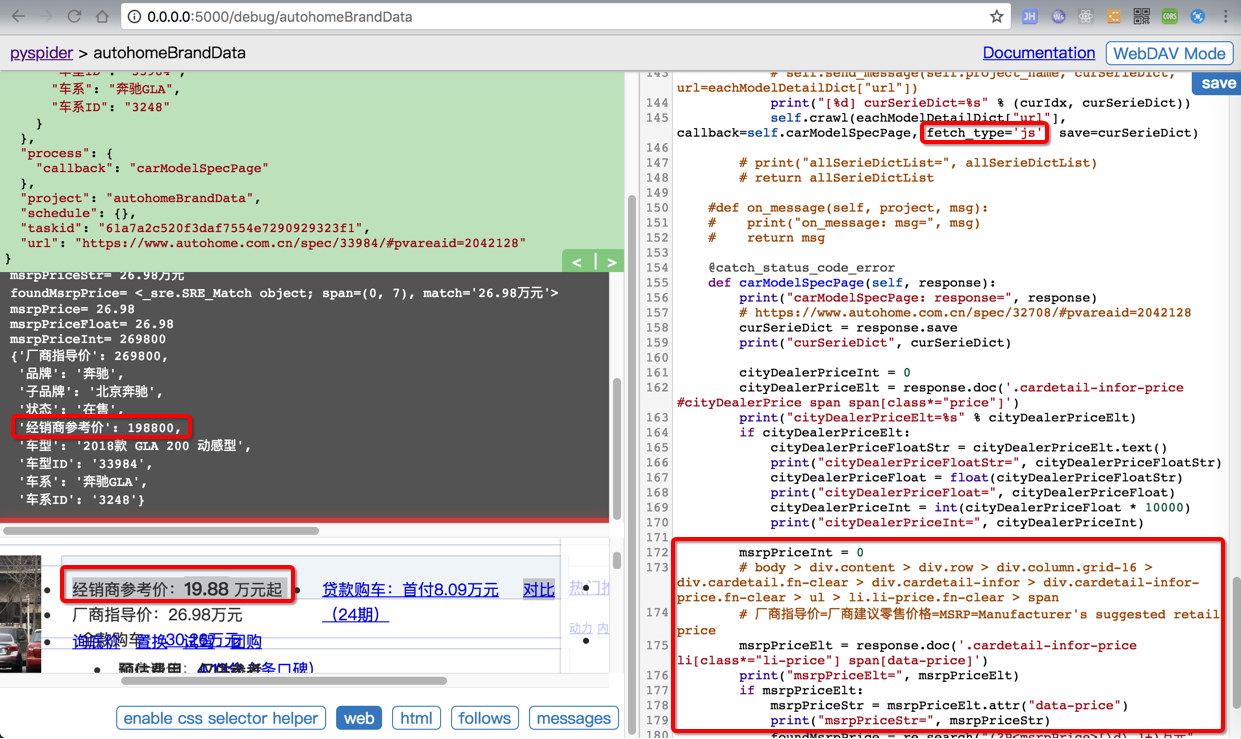 0.0.0.0:5000/debug/autohomeBrandData
pyspider > autohomeBrandData
Documentation
WebDAV Mode
"车型ID": "33984",
"车系": "奔驰GLA",
"车系ID": "3248"
}
},
"process": {
"callback": "carModelSpecPage"
},
"project": "autohomeBrandData",
"schedule": {},
"taskid": "61a7a2c520f3daf7554e7290929323f1",
"url": "https://www.autohome.com.cn/spec/33984/#pvareaid=2042128"
}
< | >
msrpPriceStr= 26.98万元
foundMsrpPrice= <_sre.SRE_Match object; span=(0, 7), match='26.98万元'>
msrpPrice= 26.98
msrpPriceFloat= 26.98
msrpPriceInt= 269800
{'厂商指导价': 269800,
'品牌': '奔驰',
'子品牌': '北京奔驰',
'状态': '在售',
'经销商参考价': 198800,
'车型': '2018款 GLA 200 动感型',
'车型ID': '33984',
'车系': '奔驰GLA',
'车系ID': '3248'}
经销商参考价: 19.88 万元起
贷款购车: 首付8.09万元
(24期)
对比
热门推
厂商指导价: 26.98万元
动力 内
询底价 置换 试驾 团购
enable css selector helper
web
html
follows
messages
save
143 # self.send_message(self.project_name, curSerieDict,
url=eachModelDetailDict["url"])
144 print("[%d] curSerieDict=%s" % (curIdx, curSerieDict))
145 self.crawl(eachModelDetailDict["url"],
callback=self.carModelSpecPage, fetch_type='js', save=curSerieDict)
146
147 # print("allSerieDictList=", allSerieDictList)
148 # return allSerieDictList
149
150 #def on_message(self, project, msg):
151 # print("on_message: msg=", msg)
152 # return msg
153
154 @catch_status_code_error
155 def carModelSpecPage(self, response):
156 print("carModelSpecPage: response=", response)
157 # https://www.autohome.com.cn/spec/32708/#pvareaid=2042128
158 curSerieDict = response.save
159 print("curSerieDict", curSerieDict)
160
161 cityDealerPriceInt = 0
162 cityDealerPriceElt = response.doc('.cardetail-infor-price
#cityDealerPrice span span[class*="price"]')
163 print("cityDealerPriceElt=%s" % cityDealerPriceElt)
164 if cityDealerPriceElt:
165 cityDealerPriceFloatStr = cityDealerPriceElt.text()
166 print("cityDealerPriceFloatStr=", cityDealerPriceFloatStr)
167 cityDealerPriceFloat = float(cityDealerPriceFloatStr)
168 print("cityDealerPriceFloat=", cityDealerPriceFloat)
169 cityDealerPriceInt = int(cityDealerPriceFloat * 10000)
170 print("cityDealerPriceInt=", cityDealerPriceInt)
171
172 msrpPriceInt = 0
173 # body > div.content > div.row > div.column.grid-16 >
div.cardetail.fn-clear > div.cardetail-infor > div.cardetail-infor-
price.fn-clear > ul > li.li-price.fn-clear > span
174 # 厂商指导价=厂商建议零售价格=MSRP=Manufacturer's suggested retail
price
175 msrpPriceElt = response.doc('.cardetail-infor-price
li[class*="li-price"] span[data-price]')
176 print("msrpPriceElt=", msrpPriceElt)
177 if msrpPriceElt:
178 msrpPriceStr = msrpPriceElt.attr("data-price")
179 print("msrpPriceStr=", msrpPriceStr)
180